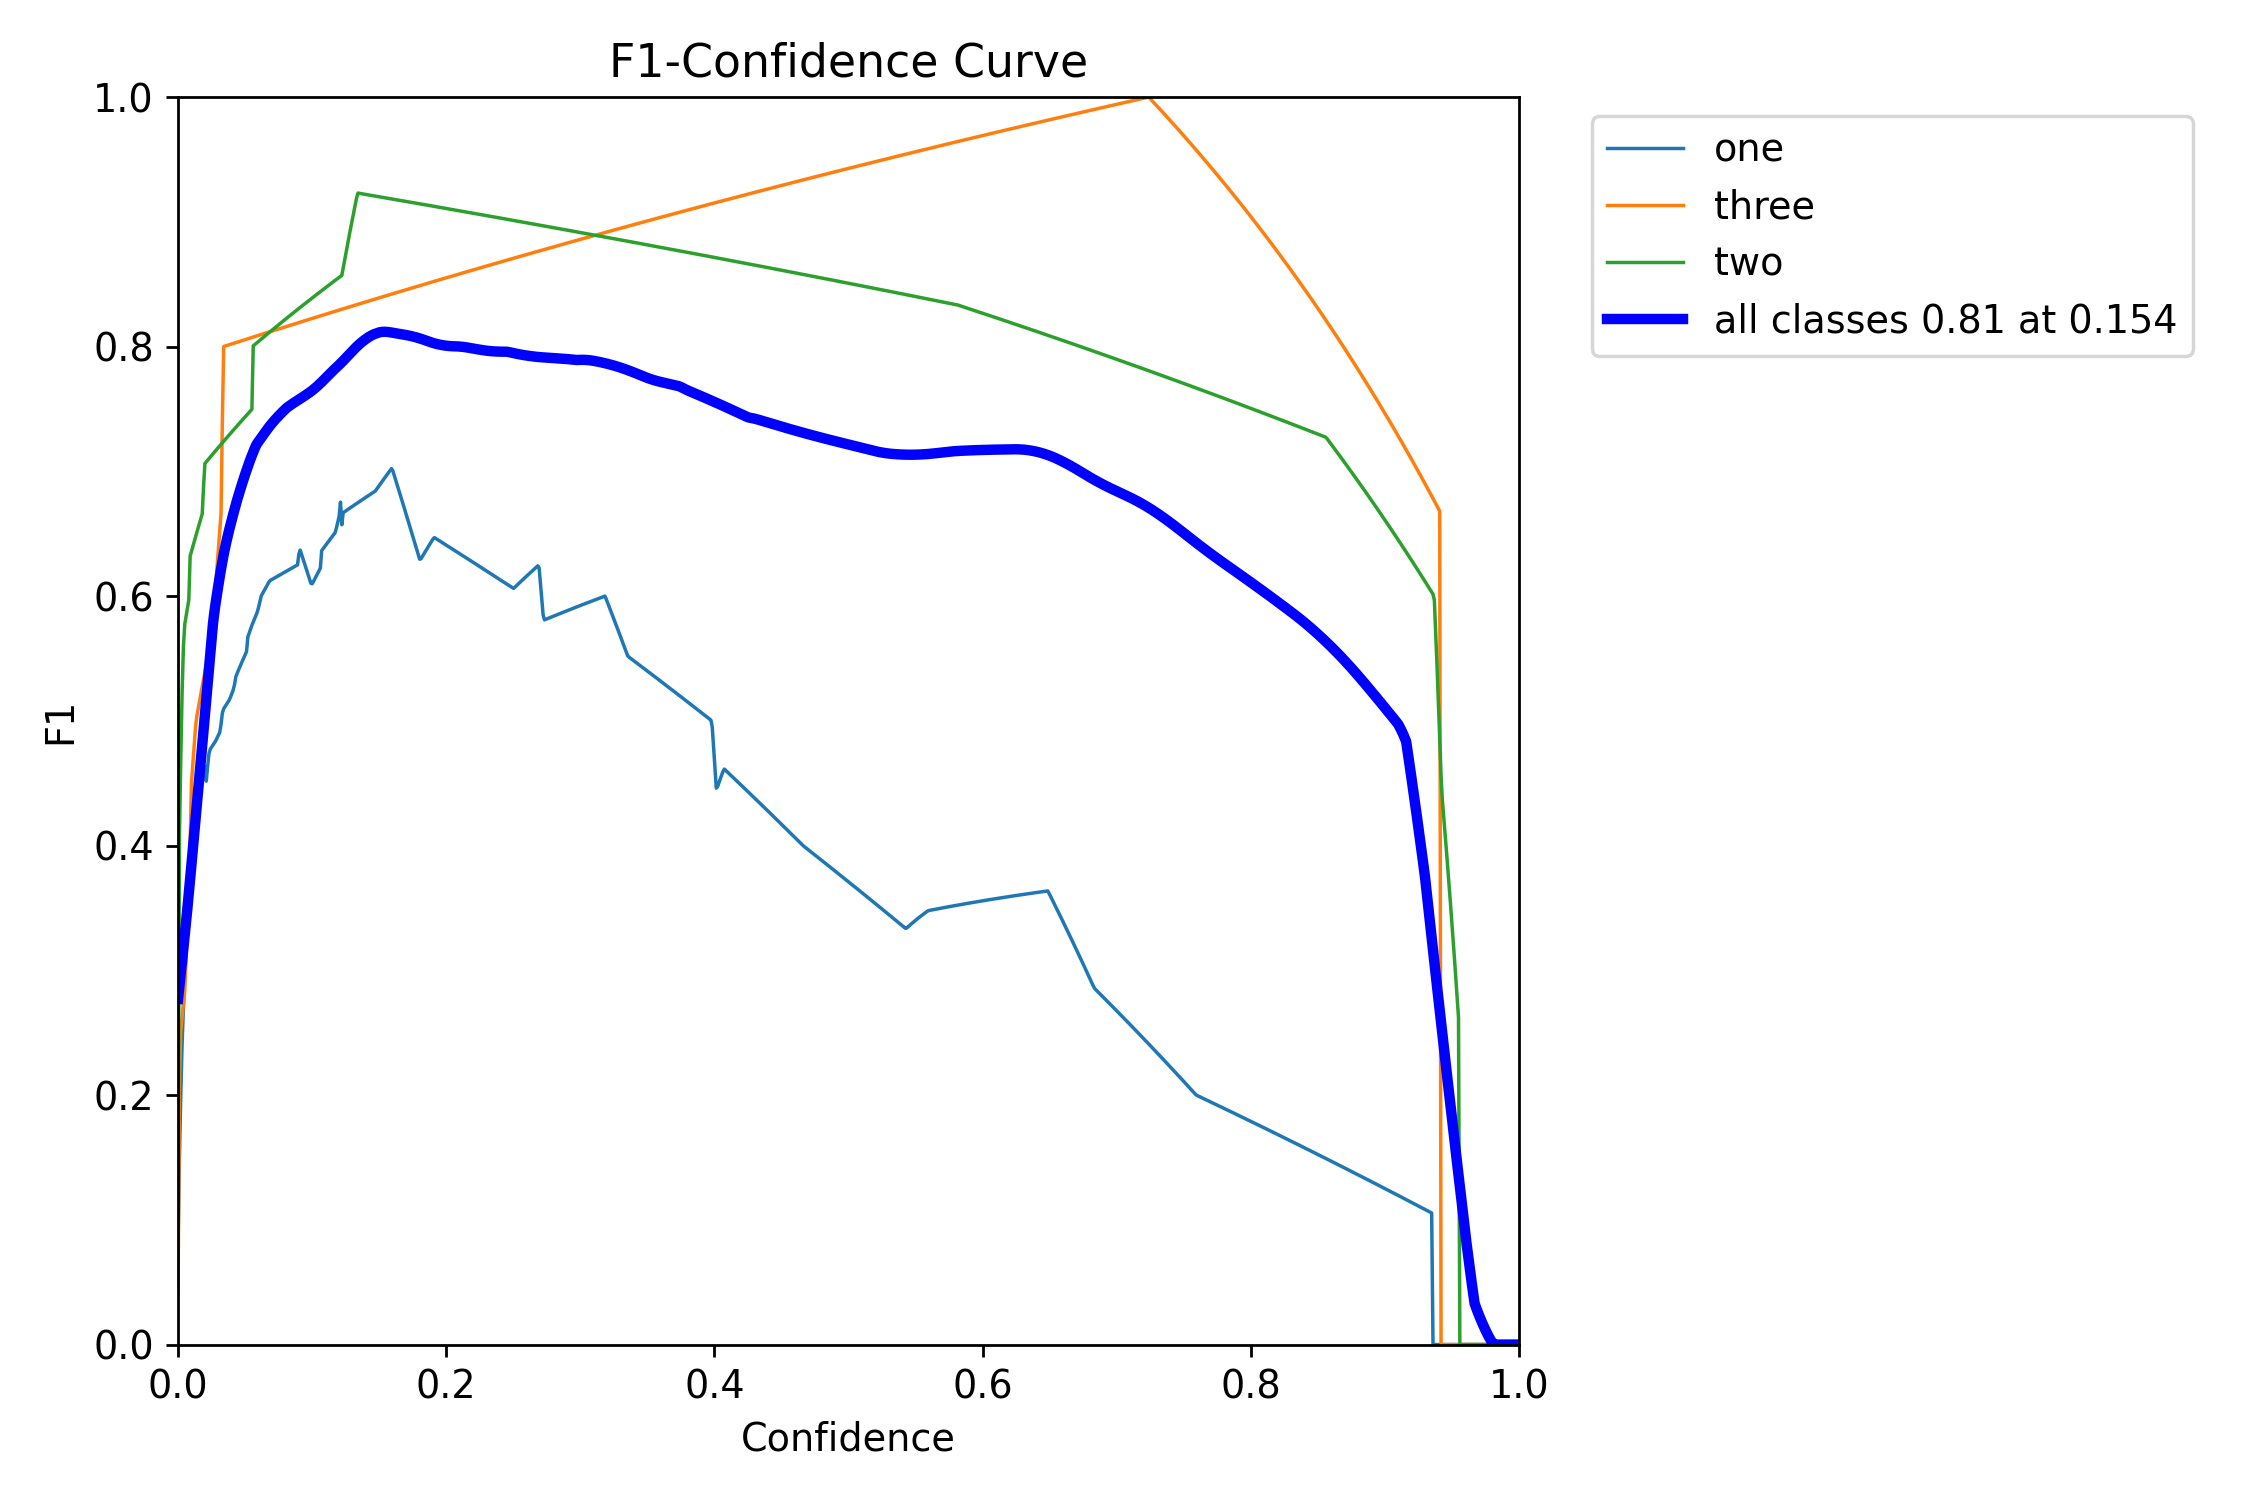 F1-Confidence Curve
1.0
0.8
0.6
0.4
0.2
0.0
F1
0.0 0.2 0.4 0.6 0.8 1.0
Confidence
one
three
two
all classes 0.81 at 0.154